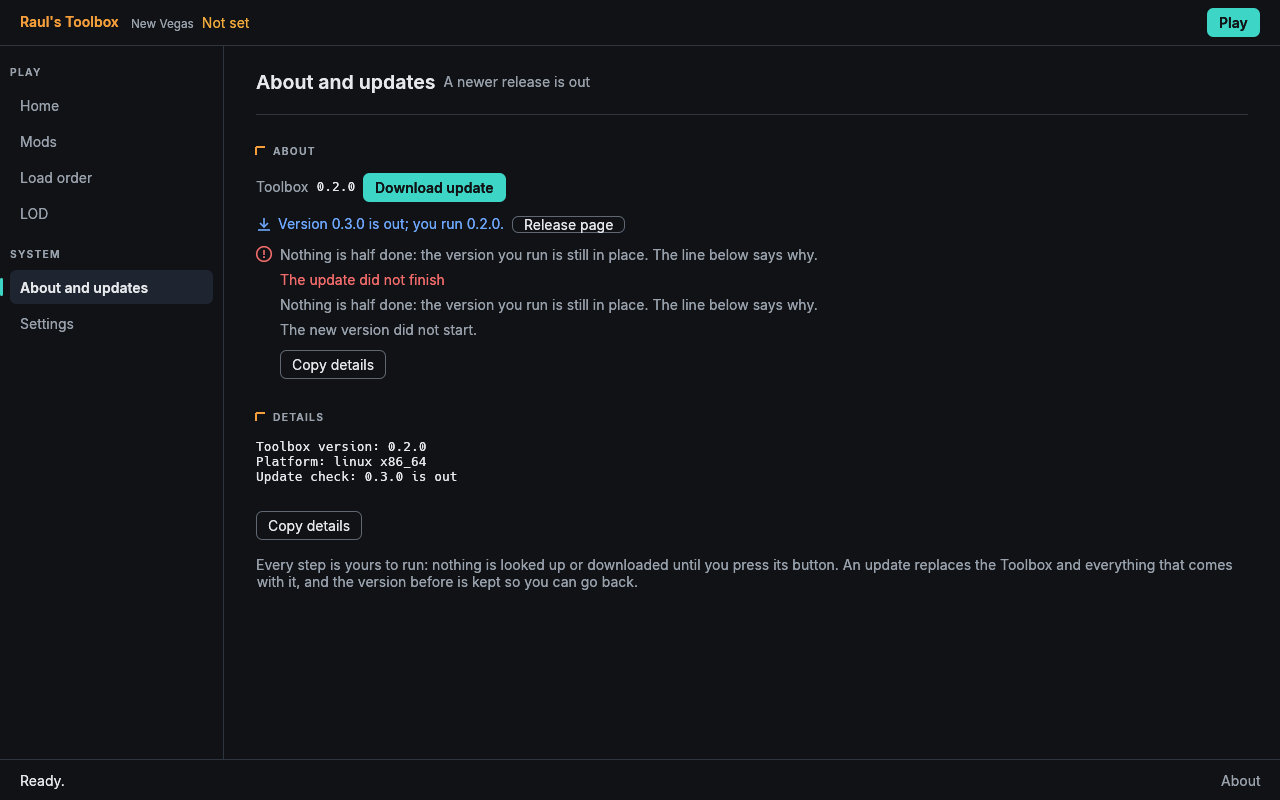 Raul's Toolbox New Vegas Not set Play
PLAY
Home
Mods
Load order
LOD
SYSTEM
About and updates
Settings
About and updates A newer release is out
ABOUT
Toolbox 0.2.0 Download update
Version 0.3.0 is out; you run 0.2.0. Release page
Nothing is half done: the version you run is still in place. The line below says why.
The update did not finish
Nothing is half done: the version you run is still in place. The line below says why.
The new version did not start.
Copy details
DETAILS
Toolbox version: 0.2.0
Platform: linux x86_64
Update check: 0.3.0 is out
Copy details
Every step is yours to run: nothing is looked up or downloaded until you press its button. An update replaces the Toolbox and everything that comes
with it, and the version before is kept so you can go back.
Ready. About